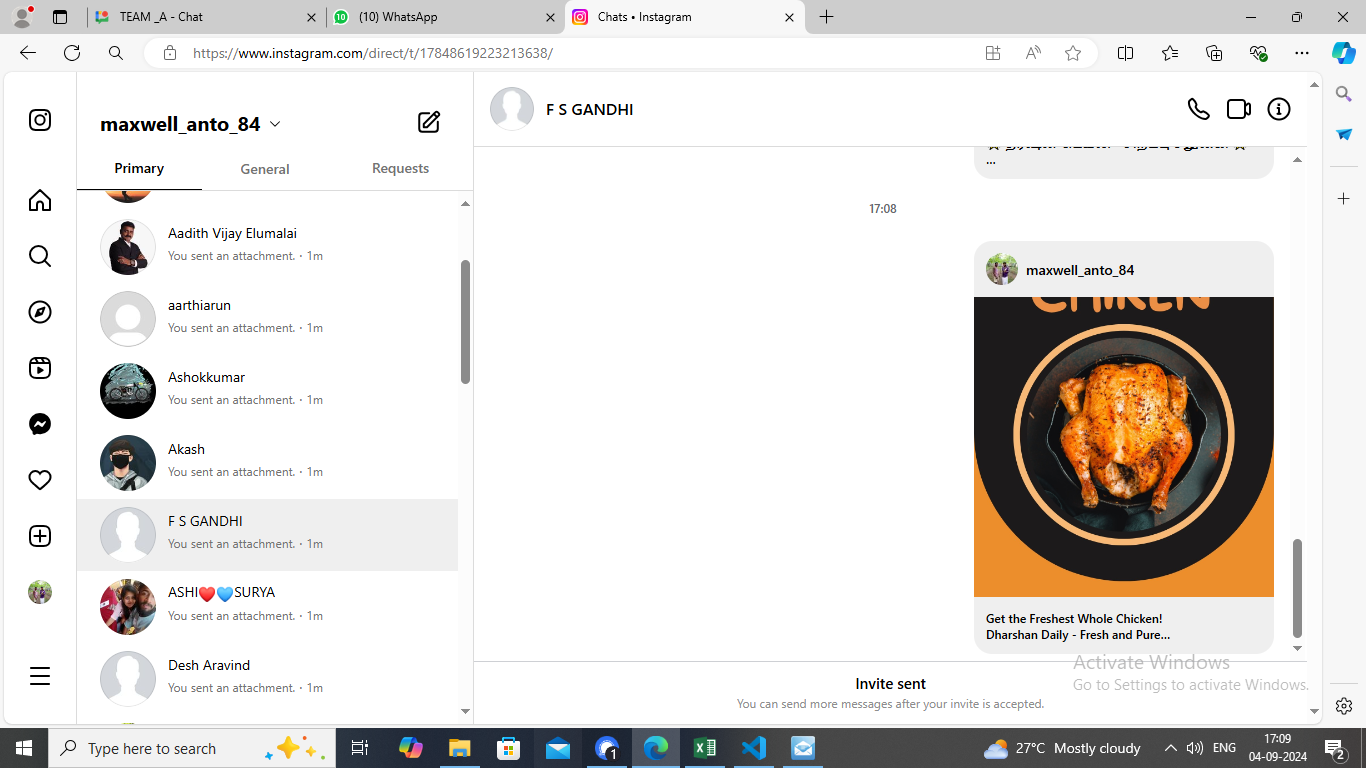 TEAM _A - Chat
(10) WhatsApp
Chats • Instagram
https://www.instagram.com/direct/t/17848619223213638/
maxwell_anto_84
Primary
General
Requests
Aadith Vijay Elumalai
You sent an attachment. · 1m
aarthiarun
You sent an attachment. · 1m
Ashokkumar
You sent an attachment. · 1m
Akash
You sent an attachment. · 1m
F S GANDHI
You sent an attachment. · 1m
ASHI❤️🩵SURYA
You sent an attachment. · 1m
Desh Aravind
You sent an attachment. · 1m
F S GANDHI
...
17:08
maxwell_anto_84
CHIKEN
Get the Freshest Whole Chicken!
Dharshan Daily - Fresh and Pure...
Invite sent
You can send more messages after your invite is accepted.
Activate Windows
Go to Settings to activate Windows.
Type here to search
27°C Mostly cloudy
ENG
17:09
04-09-2024
2